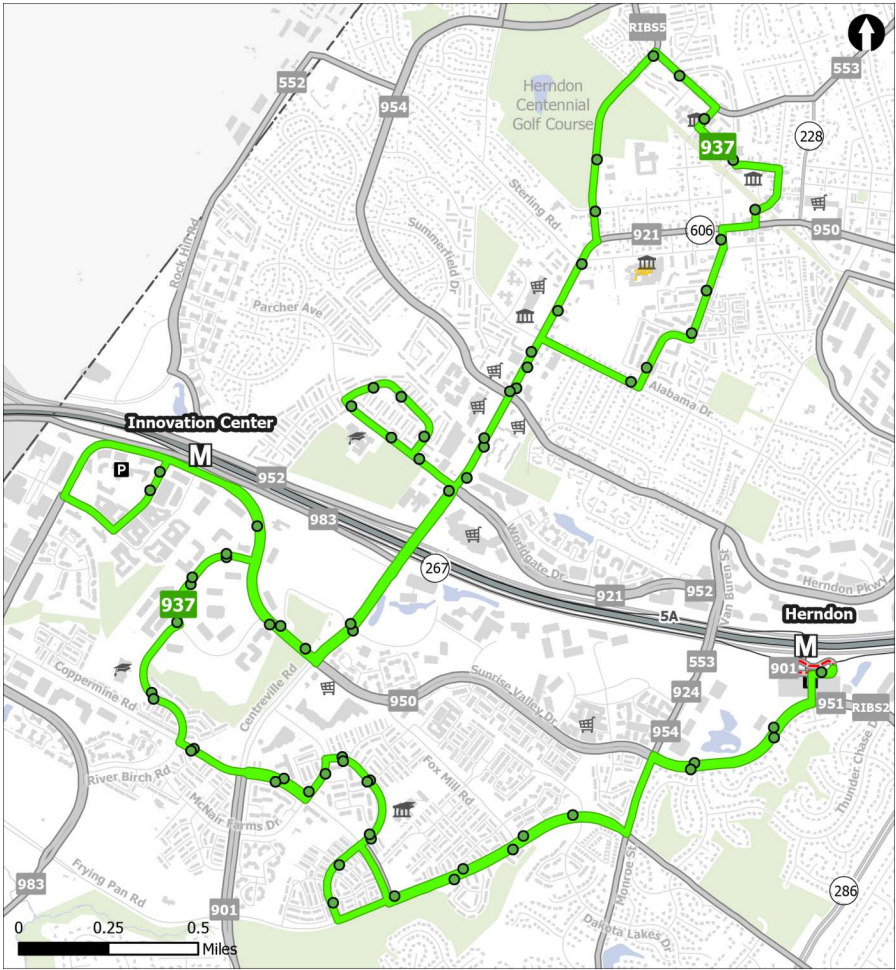 RIBS5
552
553
954
Herndon
Centennial
Golf Course
228
937
Sterling Rd
606
921
950
Rock Hill Rd
Summerfield Dr
Parcher Ave
Alabama Dr
Innovation Center
M
P
952
983
267
Worldgate Dr
Van Buren St
Herndon Pkwy
921
952
5A
937
Herndon
M
553
901
Coppermine Rd
Centreville Rd
Sunrise Valley Dr
924
950
951
RIBS2
954
River Birch Rd
Fox Mill Rd
Thunder Chase D
McNair Farms Dr
Frying Pan Rd
983
901
Monroe St
286
Dakota Lakes Dr
0 0.25 0.5
Miles